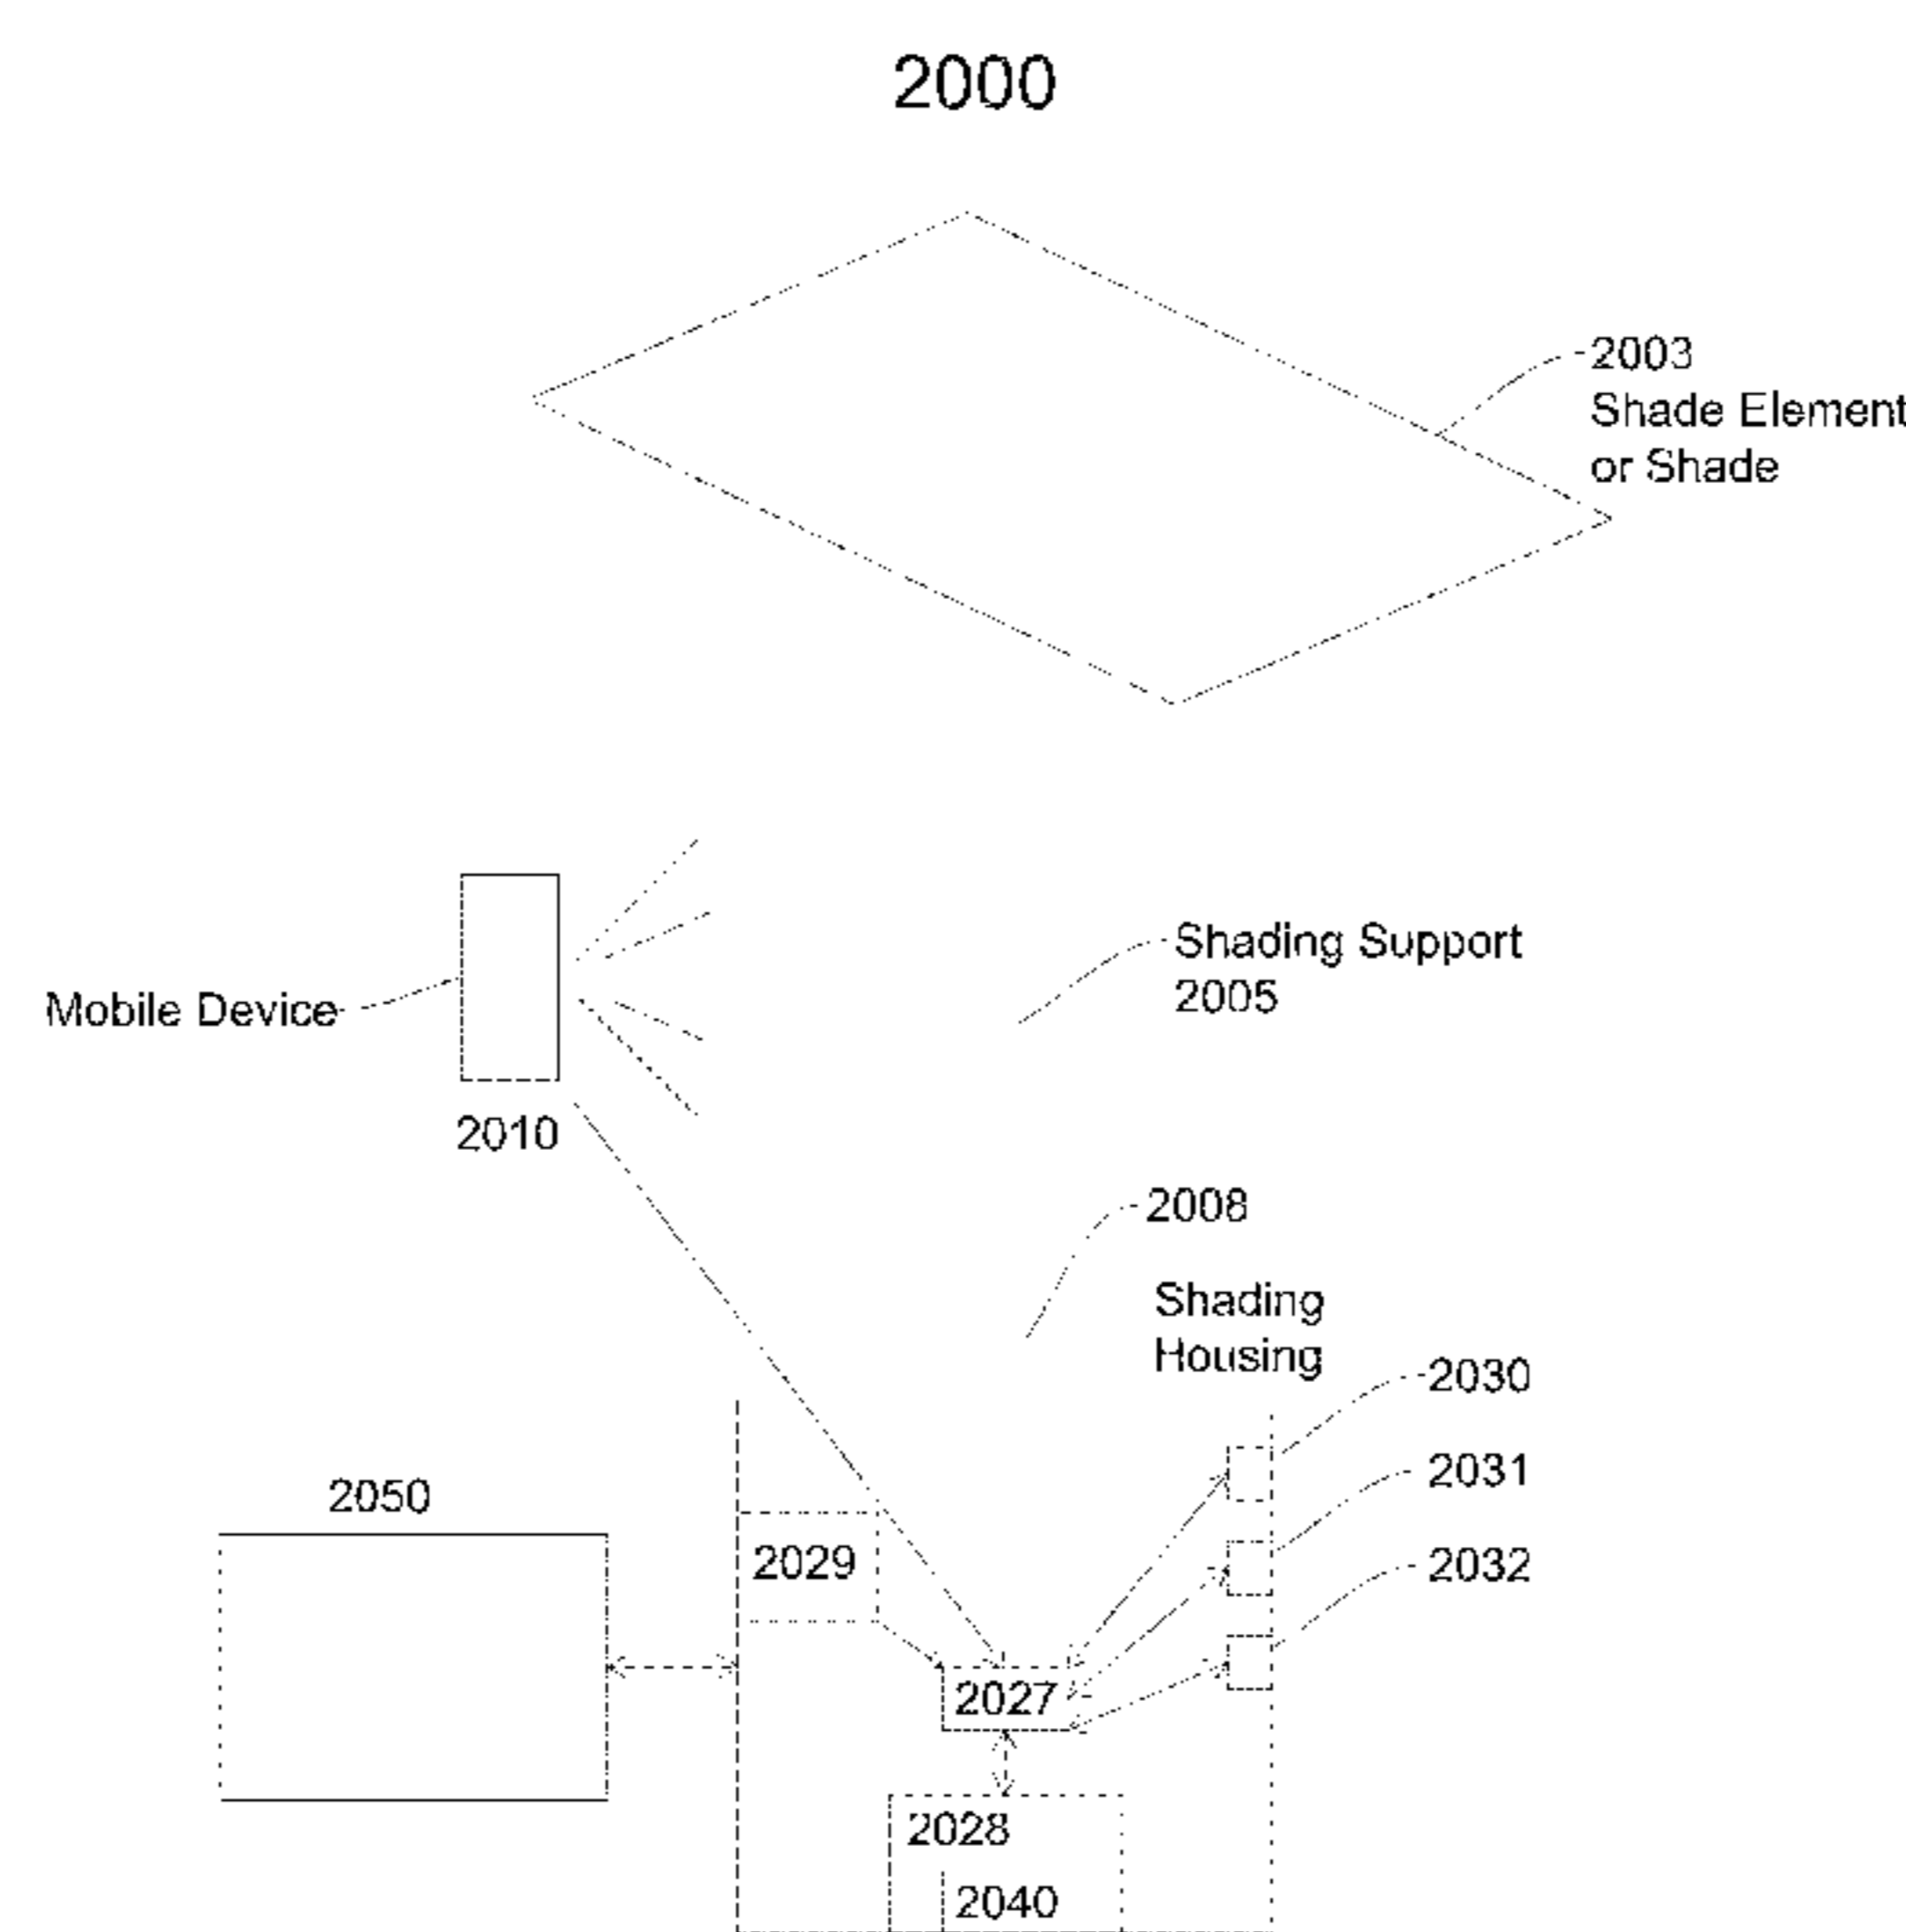 2000
2003
Shade Element
or Shade
Shading Support
2005
Mobile Device
2010
2008
Shading
Housing
2030
2031
2032
2050
2029
2027
2028
2040